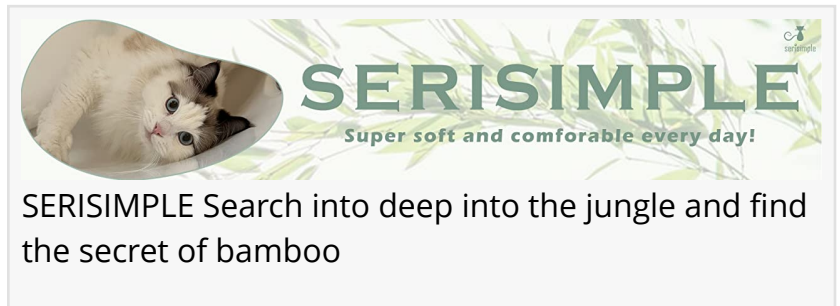 serisimple
SERISIMPLE
Super soft and comforable every day!
SERISIMPLE Search into deep into the jungle and find
the secret of bamboo